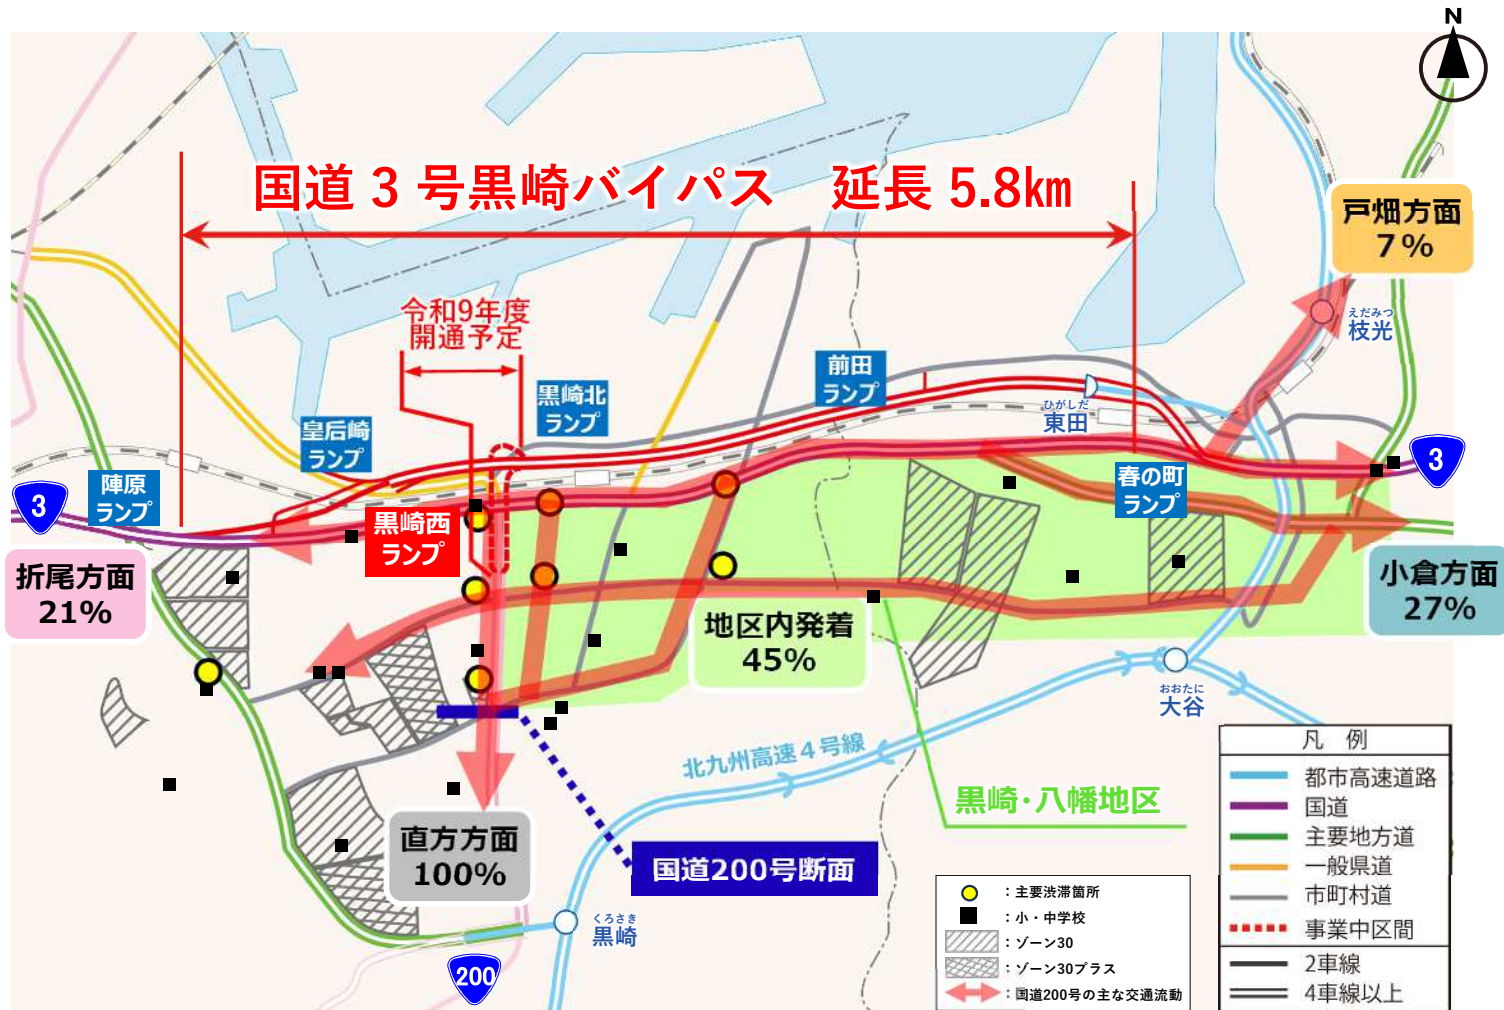 N
国道３号黒崎バイパス　延長5.8km
戸畑方面
7％
令和9年度
開通予定
えだみつ
枝光
前田
ランプ
黒崎北
ランプ
皇后崎
ランプ
ひがしだ
東田
陣原
ランプ
春の町
ランプ
3
3
黒崎西
ランプ
折尾方面
21%
小倉方面
27%
地区内発着
45%
おおたに
大谷
北九州高速４号線
黒崎・八幡地区
直方方面
100%
国道200号断面
くろさき
黒崎
200
：主要渋滞箇所
：小・中学校
：ゾーン30
：ゾーン30プラス
：国道200号の主な交通流動
凡　例
都市高速道路
国道
主要地方道
一般県道
市町村道
事業中区間
2車線
4車線以上